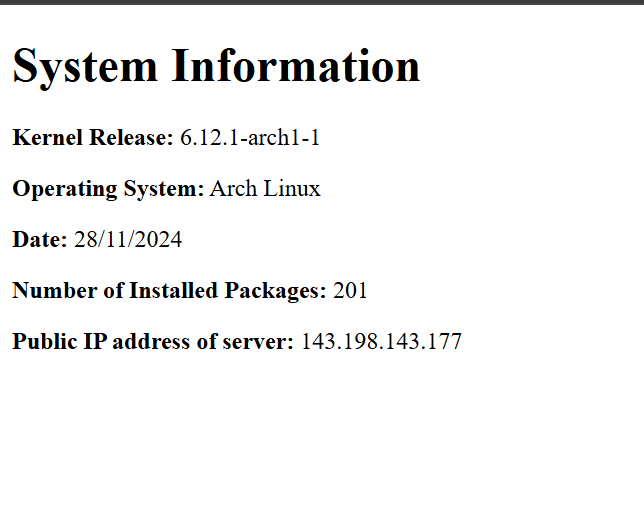 System Information
Kernel Release: 6.12.1-arch1-1
Operating System: Arch Linux
Date: 28/11/2024
Number of Installed Packages: 201
Public IP address of server: 143.198.143.177